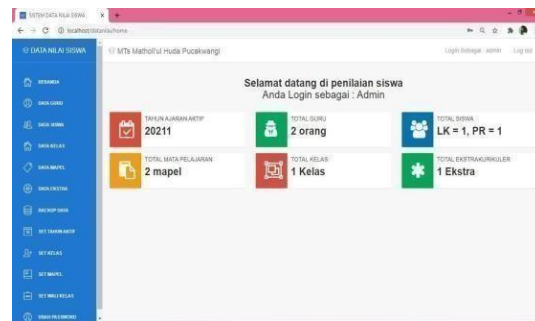 SISTEM DATA NILAI SISWA
localhost/datanilai/home
DATA NILAI SISWA
MTs Matholi'ul Huda Pucakwangi
Login Sebagai : admin
Log out
BERANDA
DATA GURU
DATA SISWA
DATA KELAS
DATA MAPEL
DATA EKSTRA
BACKUP DATA
SET TAHUN AKTIF
SET KELAS
SET MAPEL
SET WALI KELAS
UBAH PASSWORD
Selamat datang di penilaian siswa
Anda Login sebagai : Admin
TAHUN AJARAN AKTIF
20211
TOTAL GURU
2 orang
TOTAL SISWA
LK = 1, PR = 1
TOTAL MATA PELAJARAN
2 mapel
TOTAL KELAS
1 Kelas
TOTAL EKSTRAKURIKULER
1 Ekstra